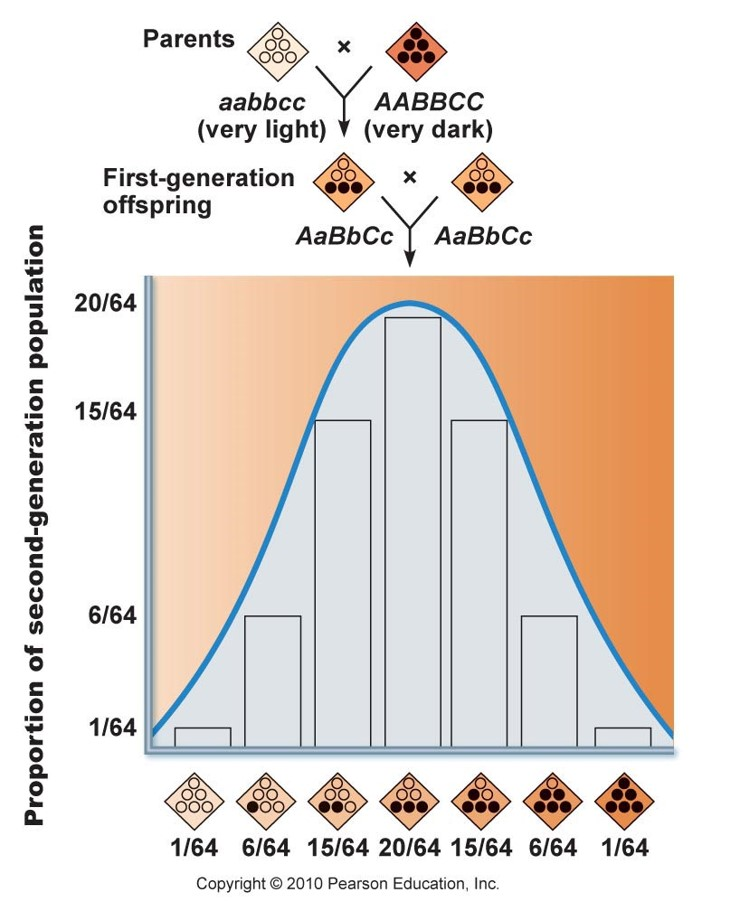 Parents × 
aabbcc AABBCC
(very light) (very dark)
First-generation ×
offspring
AaBbCc AaBbCc
Proportion of second-generation population
20/64
15/64
6/64
1/64
1/64 6/64 15/64 20/64 15/64 6/64 1/64
Copyright © 2010 Pearson Education, Inc.